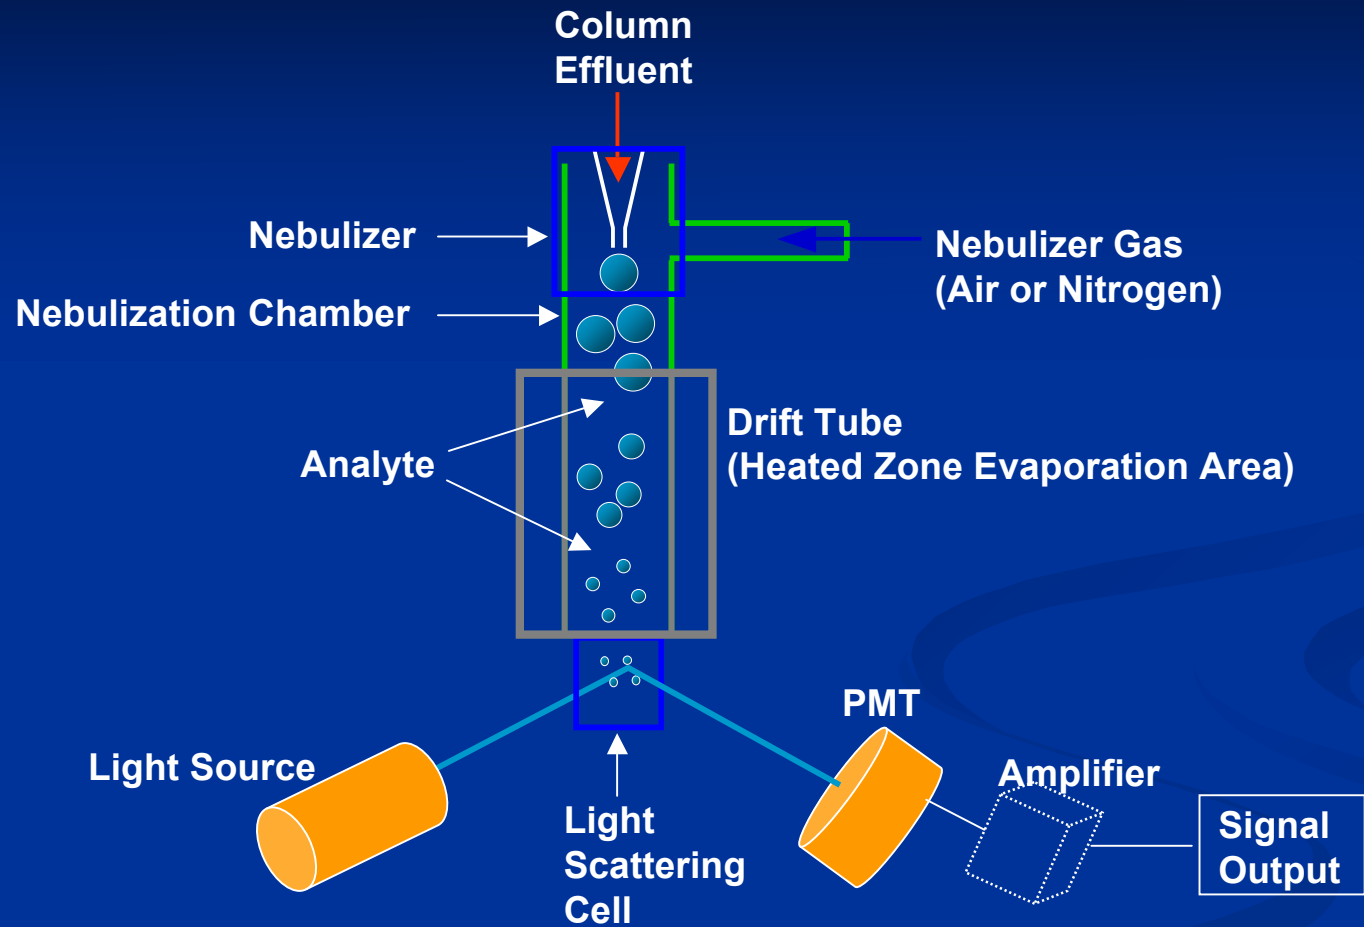 Column
Effluent
Nebulizer
Nebulizer Gas
(Air or Nitrogen)
Nebulization Chamber
Drift Tube
(Heated Zone Evaporation Area)
Analyte
PMT
Light Source
Amplifier
Light
Scattering
Cell
Signal
Output